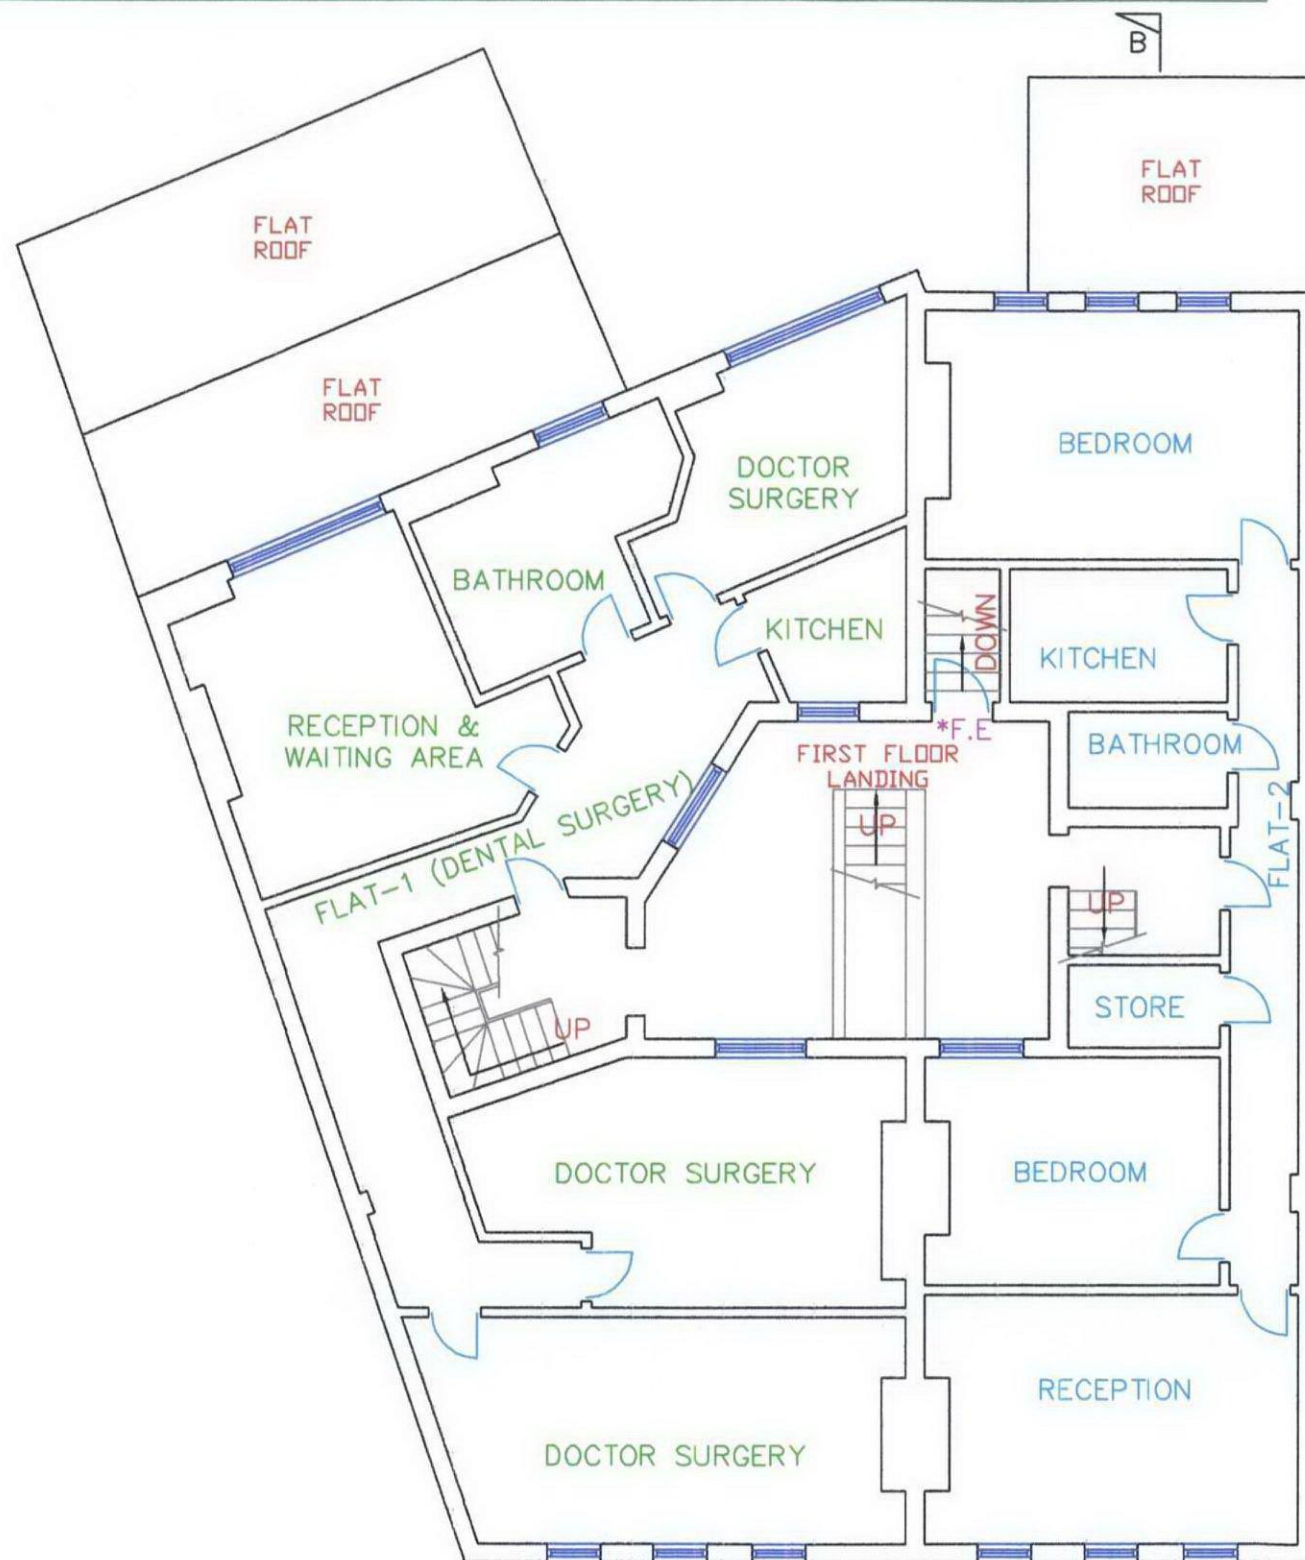 B
FLAT
ROOF
FLAT
ROOF
FLAT
ROOF
BEDROOM
DOCTOR
SURGERY
BATHROOM
KITCHEN
DOWN
KITCHEN
*F.E
RECEPTION &
WAITING AREA
BATHROOM
FIRST FLOOR
LANDING
UP
FLAT-1 (DENTAL SURGERY)
FLAT-2
UP
STORE
UP
DOCTOR SURGERY
BEDROOM
RECEPTION
DOCTOR SURGERY